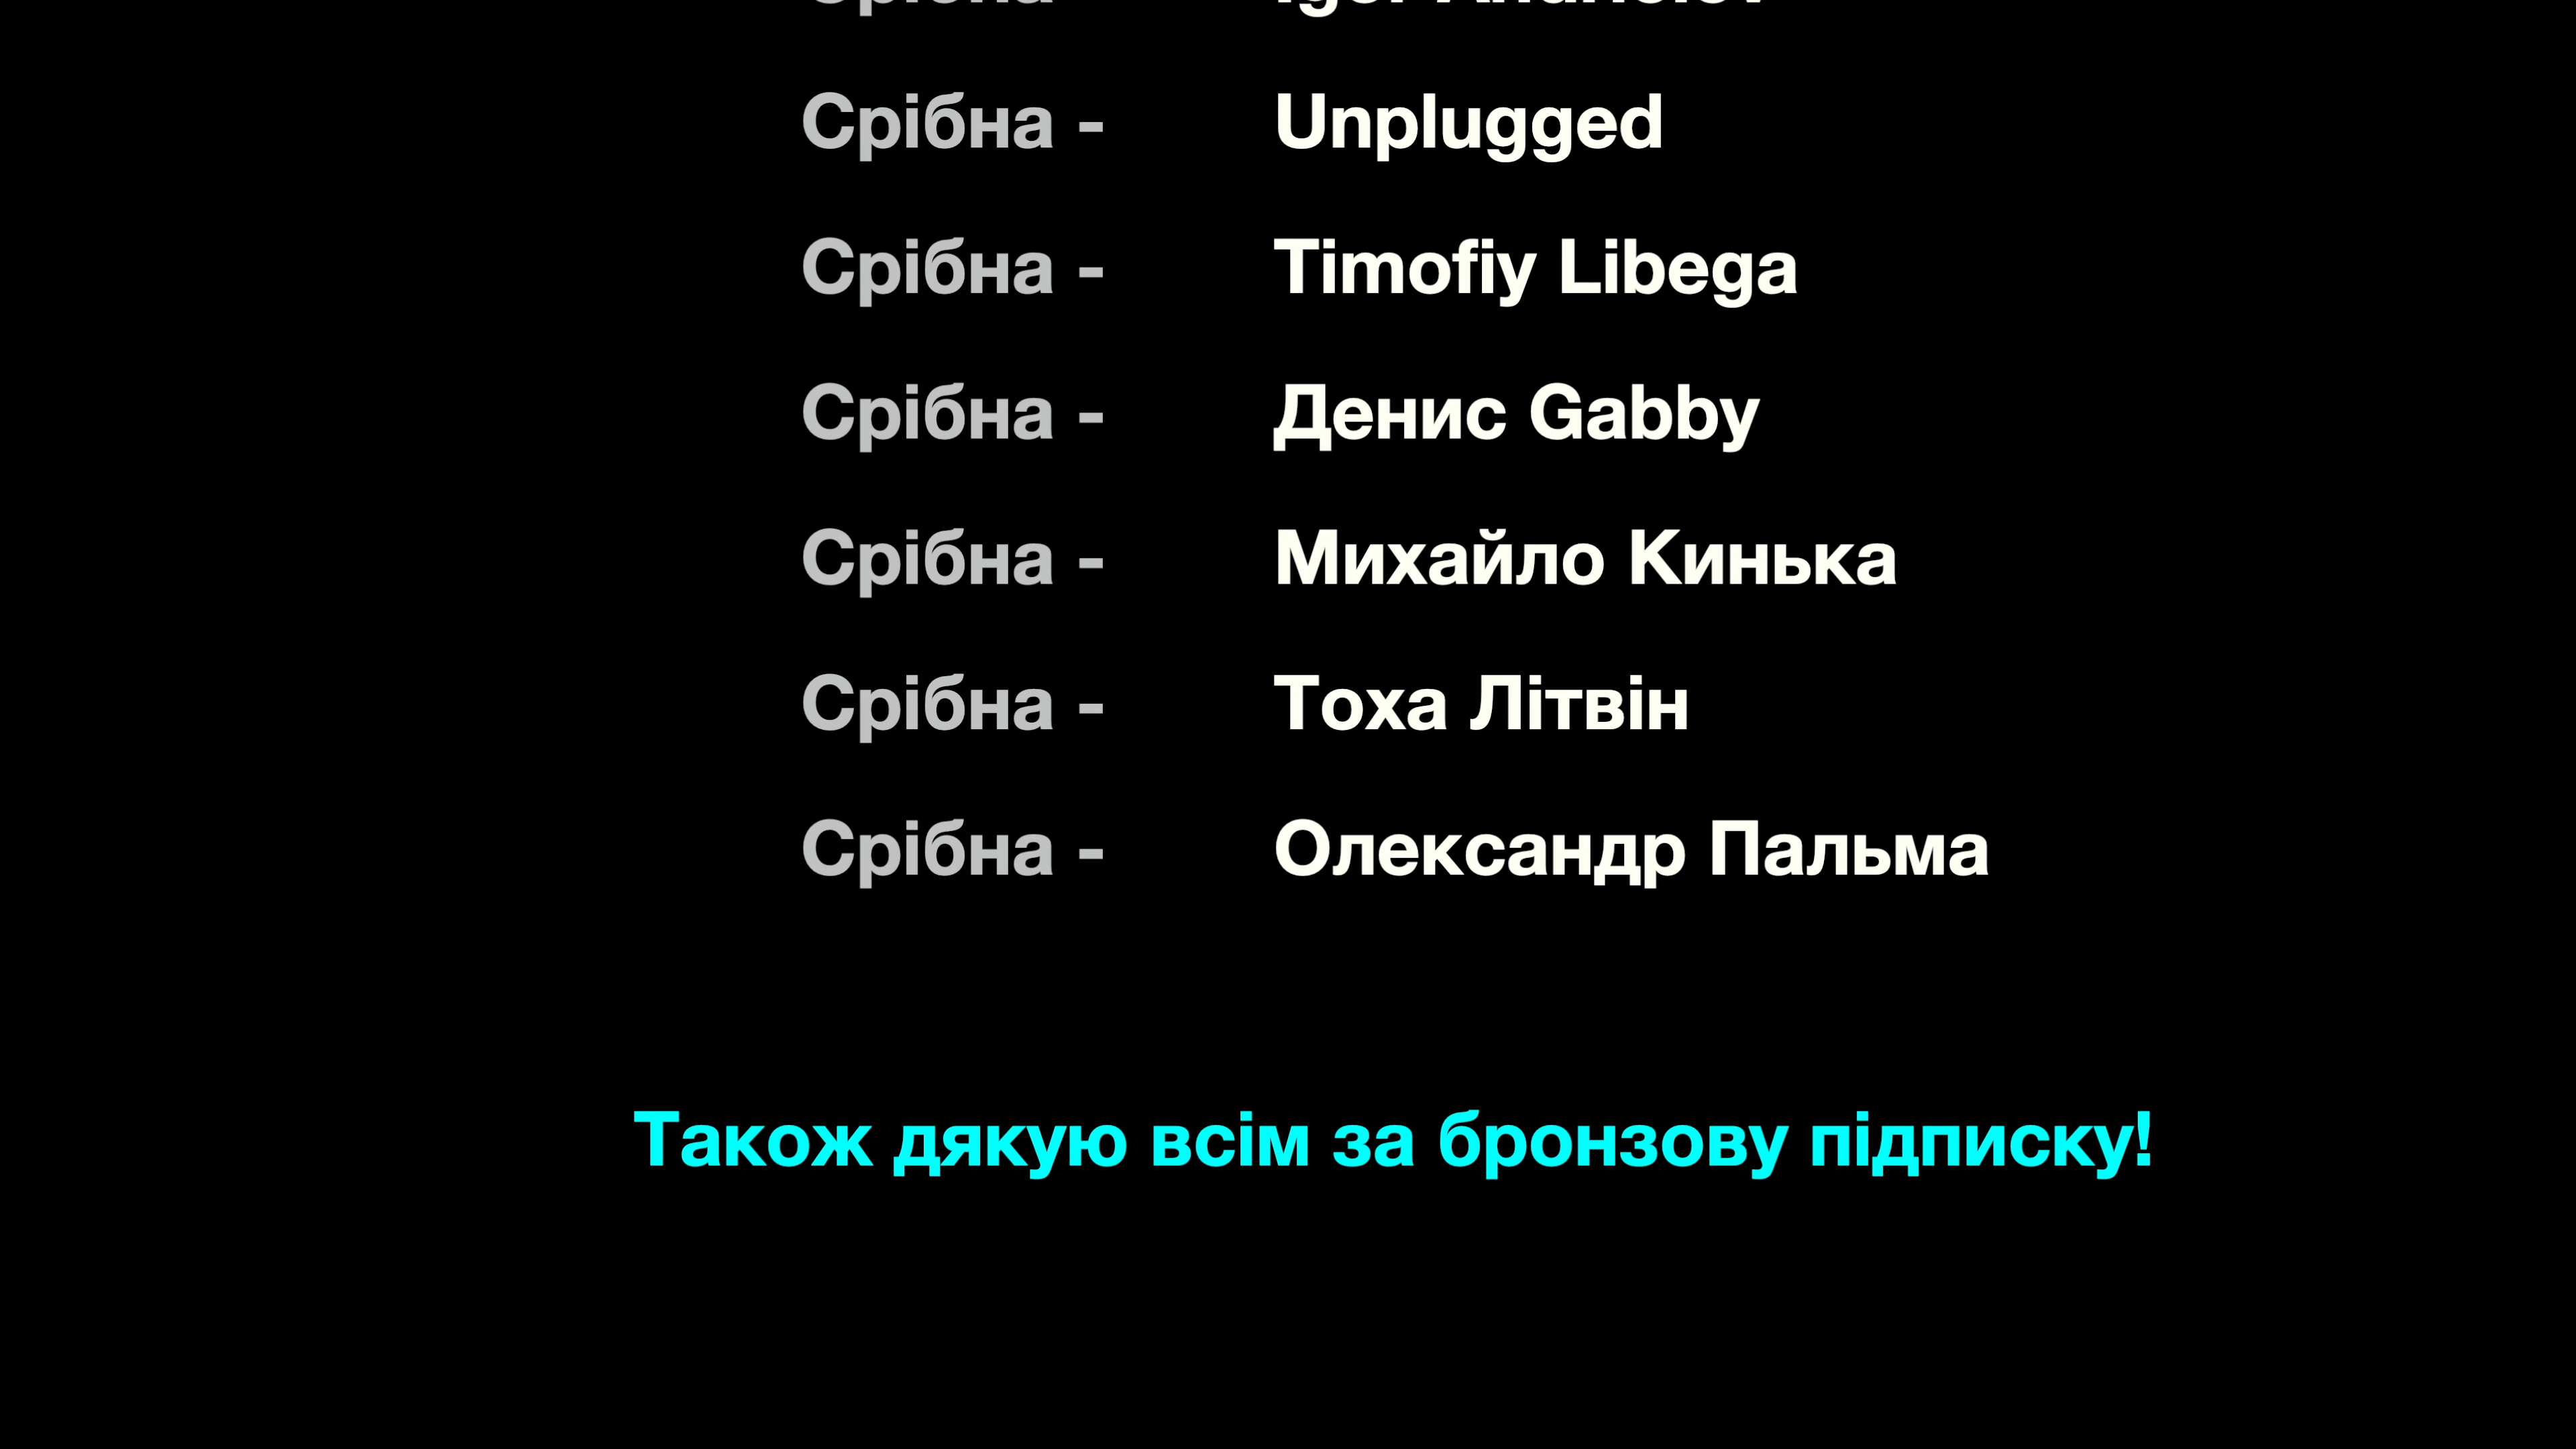 Срібна - Unplugged
Срібна - Timofiy Libega
Срібна - Денис Gabby
Срібна - Михайло Кинька
Срібна - Тоха Літвін
Срібна - Олександр Пальма
Також дякую всім за бронзову підписку!